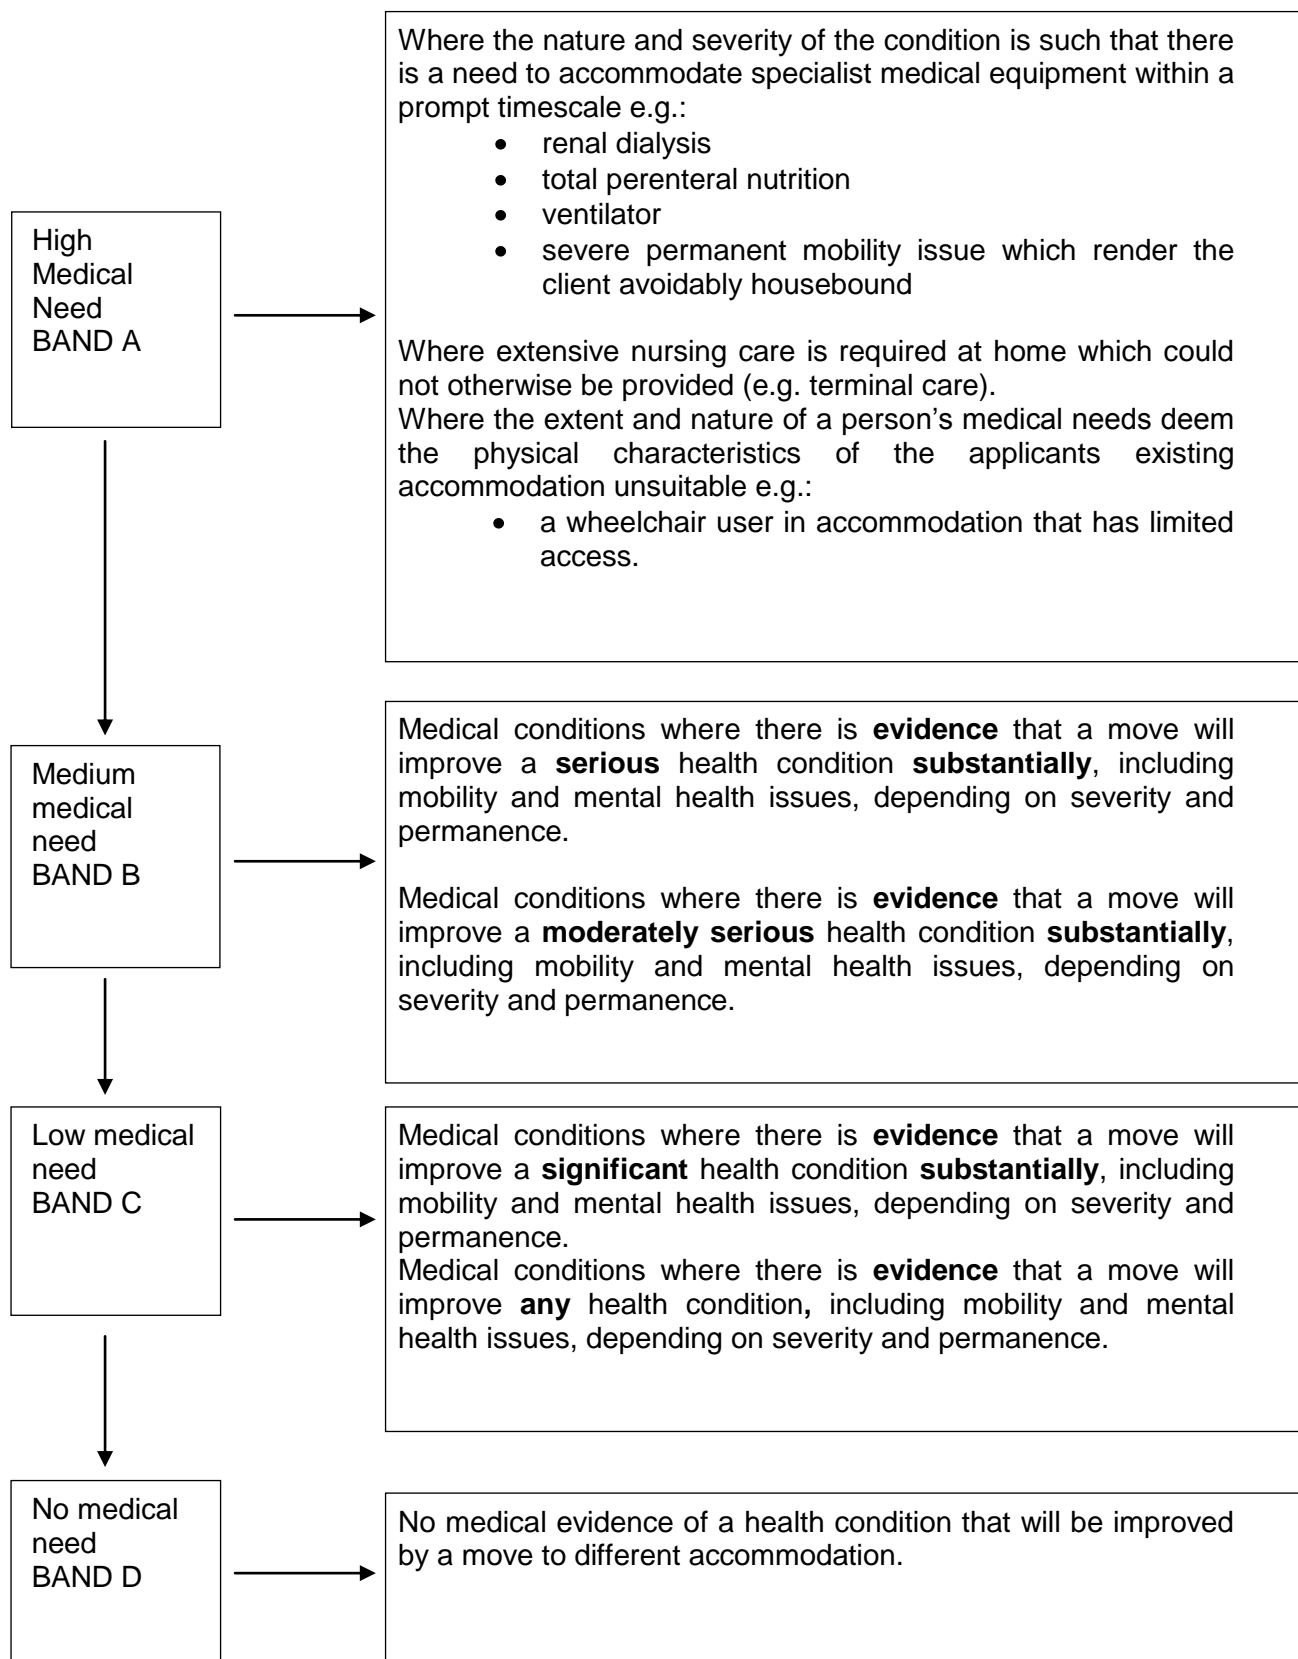 Where the nature and severity of the condition is such that there
is a need to accommodate specialist medical equipment within a
prompt timescale e.g.:
• renal dialysis
• total perenteral nutrition
• ventilator
• severe permanent mobility issue which render the
client avoidably housebound
Where extensive nursing care is required at home which could
not otherwise be provided (e.g. terminal care).
Where the extent and nature of a person’s medical needs deem
the physical characteristics of the applicants existing
accommodation unsuitable e.g.:
• a wheelchair user in accommodation that has limited
access.
High
Medical
Need
BAND A
Medical conditions where there is evidence that a move will
improve a serious health condition substantially, including
mobility and mental health issues, depending on severity and
permanence.
Medical conditions where there is evidence that a move will
improve a moderately serious health condition substantially,
including mobility and mental health issues, depending on
severity and permanence.
Medium
medical
need
BAND B
Medical conditions where there is evidence that a move will
improve a significant health condition substantially, including
mobility and mental health issues, depending on severity and
permanence.
Medical conditions where there is evidence that a move will
improve any health condition, including mobility and mental
health issues, depending on severity and permanence.
Low medical
need
BAND C
No medical evidence of a health condition that will be improved
by a move to different accommodation.
No medical
need
BAND D